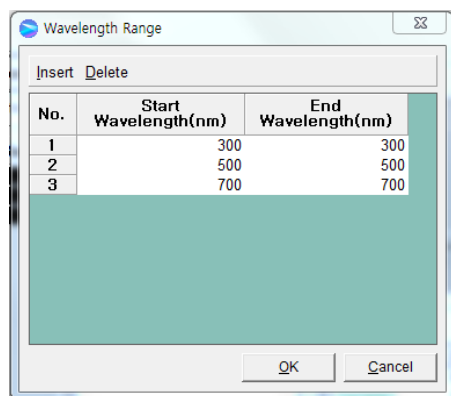 Wavelength Range
Insert Delete
No. Start Wavelength(nm) End Wavelength(nm)
1 300 300
2 500 500
3 700 700
OK Cancel